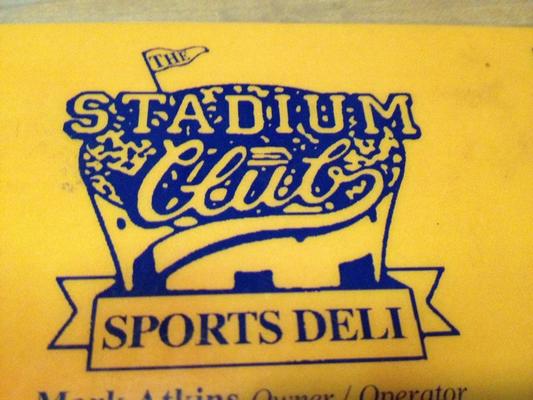 THE
STADIUM
Club
SPORTS DELI
Mark Atkins Owner / Operator